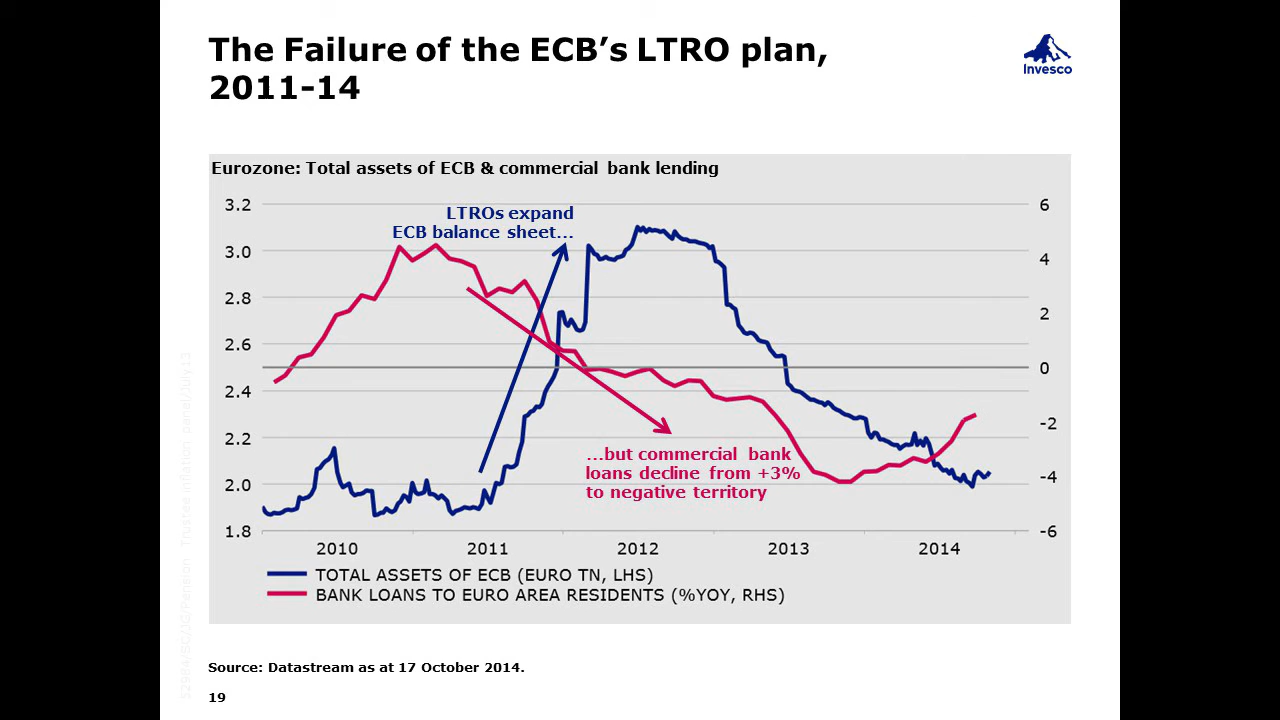 The Failure of the ECB’s LTRO plan,
2011-14
Invesco
Eurozone: Total assets of ECB & commercial bank lending
3.2
3.0
2.8
2.6
2.4
2.2
2.0
1.8
6
4
2
0
-2
-4
-6
LTROs expand
ECB balance sheet...
...but commercial bank
loans decline from +3%
to negative territory
2010 2011 2012 2013 2014
TOTAL ASSETS OF ECB (EURO TN, LHS)
BANK LOANS TO EURO AREA RESIDENTS (%YOY, RHS)
Source: Datastream as at 17 October 2014.
19